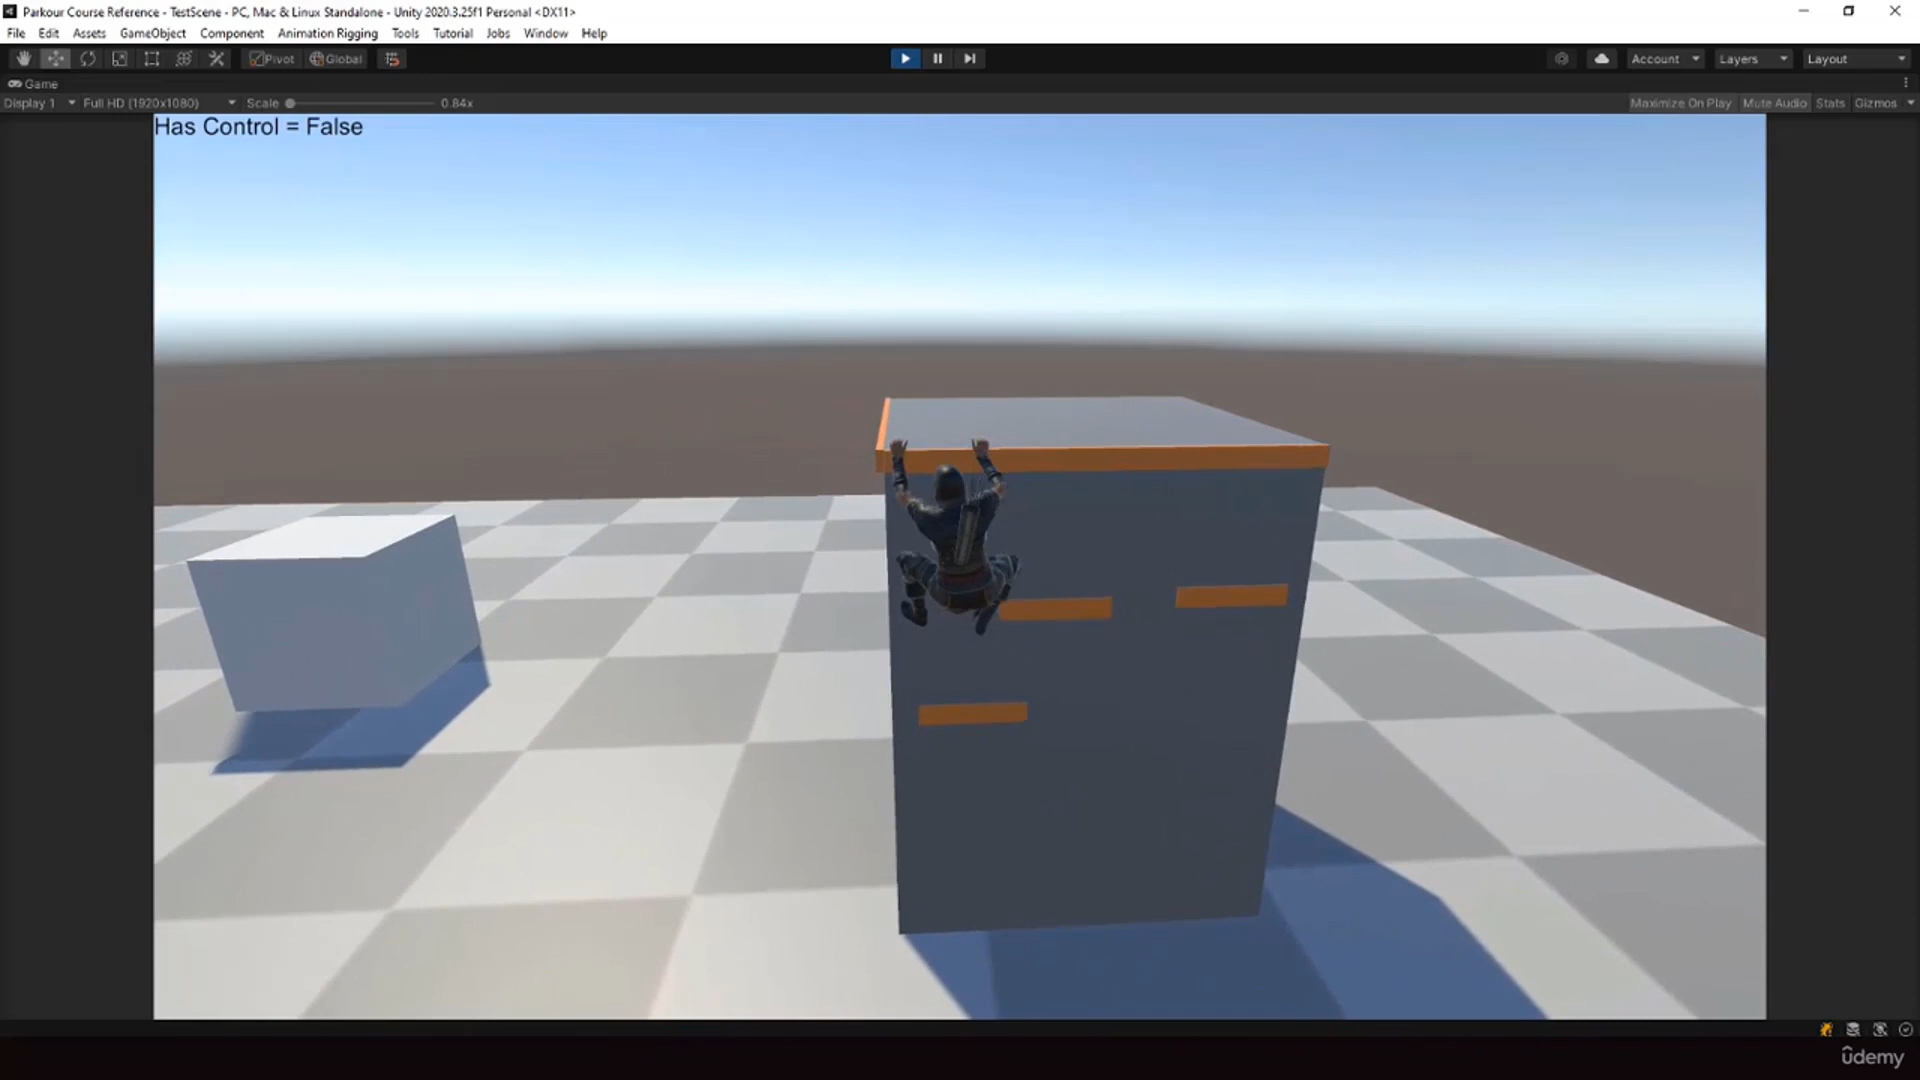 Parkour Course Reference - TestScene - PC, Mac & Linux Standalone - Unity 2020.3.25f1 Personal <DX11>
File Edit Assets GameObject Component Animation Rigging Tools Tutorial Jobs Window Help
Pivot Global Account Layers Layout
Game
Display 1 Full HD (1920x1080) Scale 0.84x Maximize On Play Mute Audio Stats Gizmos
Has Control = False
ûdemy